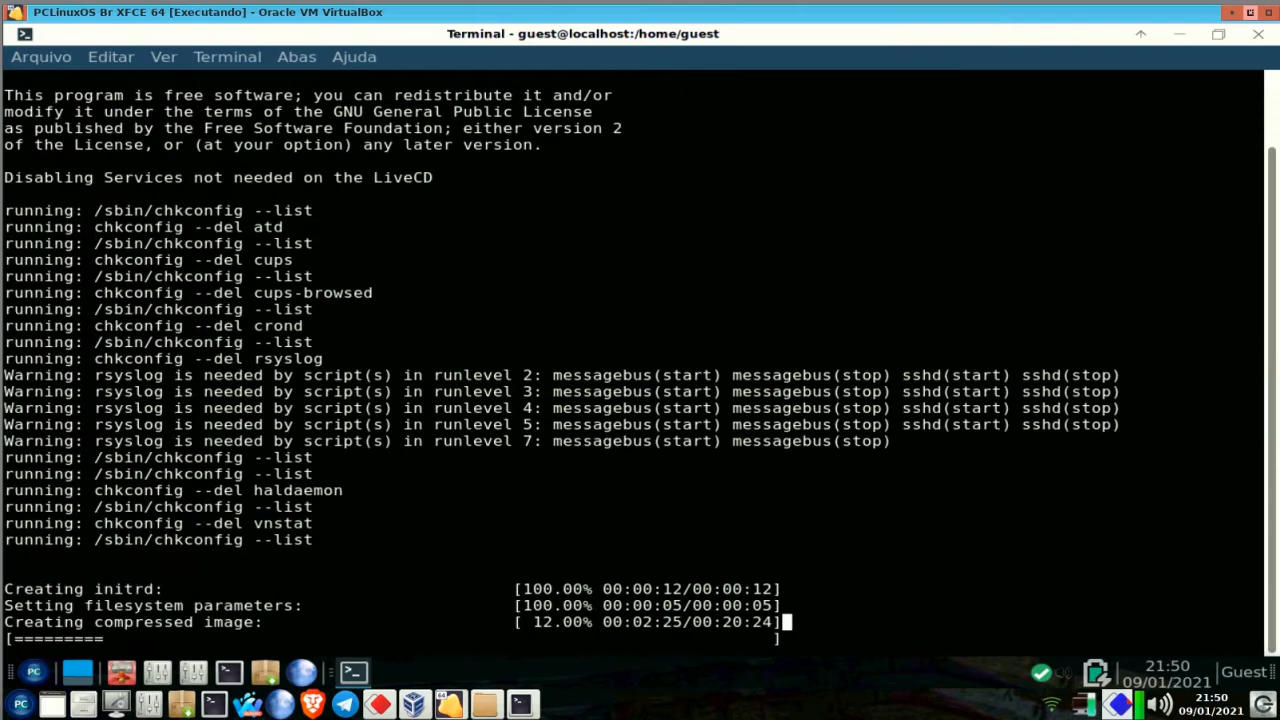 PCLinuxOS Br XFCE 64 [Executando] - Oracle VM VirtualBox
Terminal - guest@localhost:/home/guest
Arquivo Editar Ver Terminal Abas Ajuda
This program is free software; you can redistribute it and/or
modify it under the terms of the GNU General Public License
as published by the Free Software Foundation; either version 2
of the License, or (at your option) any later version.
Disabling Services not needed on the LiveCD
running: /sbin/chkconfig --list
running: chkconfig --del atd
running: /sbin/chkconfig --list
running: chkconfig --del cups
running: /sbin/chkconfig --list
running: chkconfig --del cups-browsed
running: /sbin/chkconfig --list
running: chkconfig --del crond
running: /sbin/chkconfig --list
running: chkconfig --del rsyslog
Warning: rsyslog is needed by script(s) in runlevel 2: messagebus(start) messagebus(stop) sshd(start) sshd(stop)
Warning: rsyslog is needed by script(s) in runlevel 3: messagebus(start) messagebus(stop) sshd(start) sshd(stop)
Warning: rsyslog is needed by script(s) in runlevel 4: messagebus(start) messagebus(stop) sshd(start) sshd(stop)
Warning: rsyslog is needed by script(s) in runlevel 5: messagebus(start) messagebus(stop) sshd(start) sshd(stop)
Warning: rsyslog is needed by script(s) in runlevel 7: messagebus(start) messagebus(stop)
running: /sbin/chkconfig --list
running: /sbin/chkconfig --list
running: chkconfig --del haldaemon
running: /sbin/chkconfig --list
running: chkconfig --del vnstat
running: /sbin/chkconfig --list
Creating initrd: [100.00% 00:00:12/00:00:12]
Setting filesystem parameters: [100.00% 00:00:05/00:00:05]
Creating compressed image: [ 12.00% 00:02:25/00:20:24]
[========= ]
PC 21:50 Guest
09/01/2021
PC 64 21:50
09/01/2021